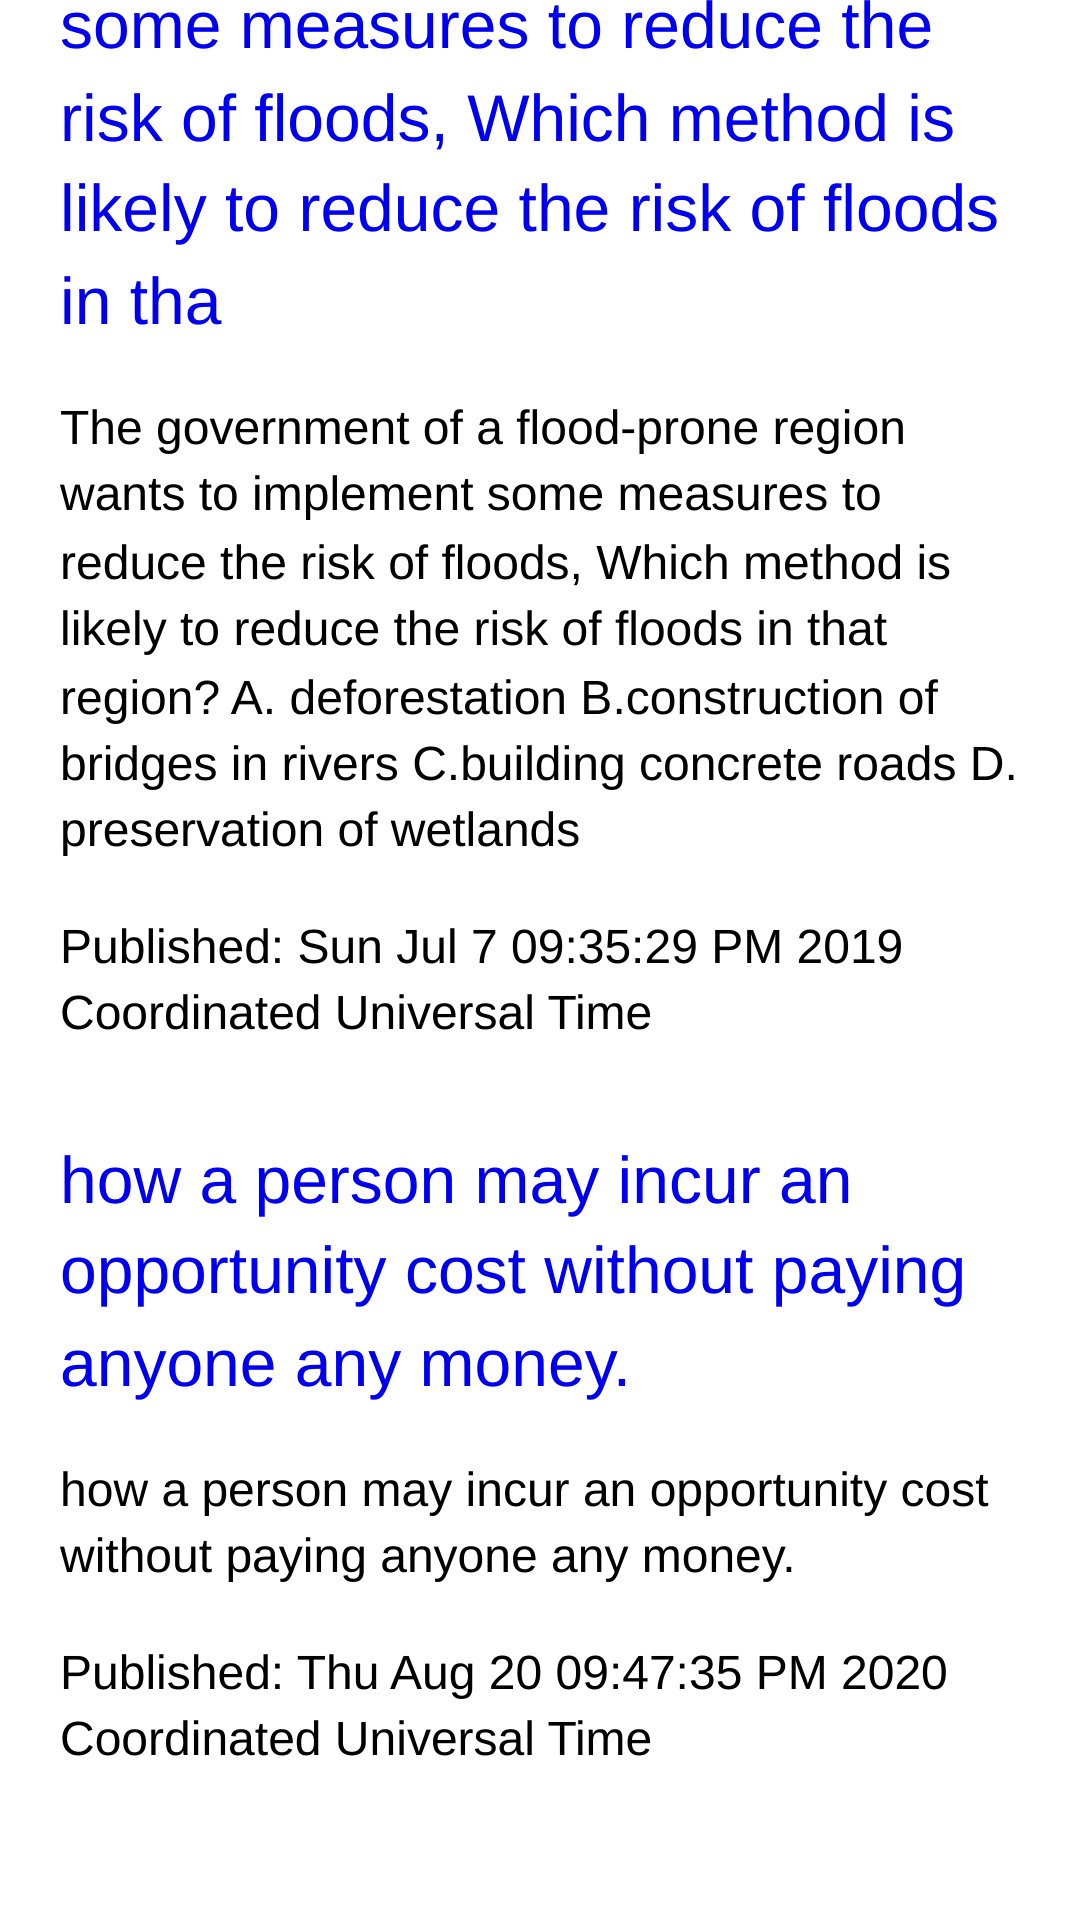 some measures to reduce the
risk of floods, Which method is
likely to reduce the risk of floods
in tha
The government of a flood-prone region
wants to implement some measures to
reduce the risk of floods, Which method is
likely to reduce the risk of floods in that
region? A. deforestation B.construction of
bridges in rivers C.building concrete roads D.
preservation of wetlands
Published: Sun Jul 7 09:35:29 PM 2019
Coordinated Universal Time
how a person may incur an
opportunity cost without paying
anyone any money.
how a person may incur an opportunity cost
without paying anyone any money.
Published: Thu Aug 20 09:47:35 PM 2020
Coordinated Universal Time